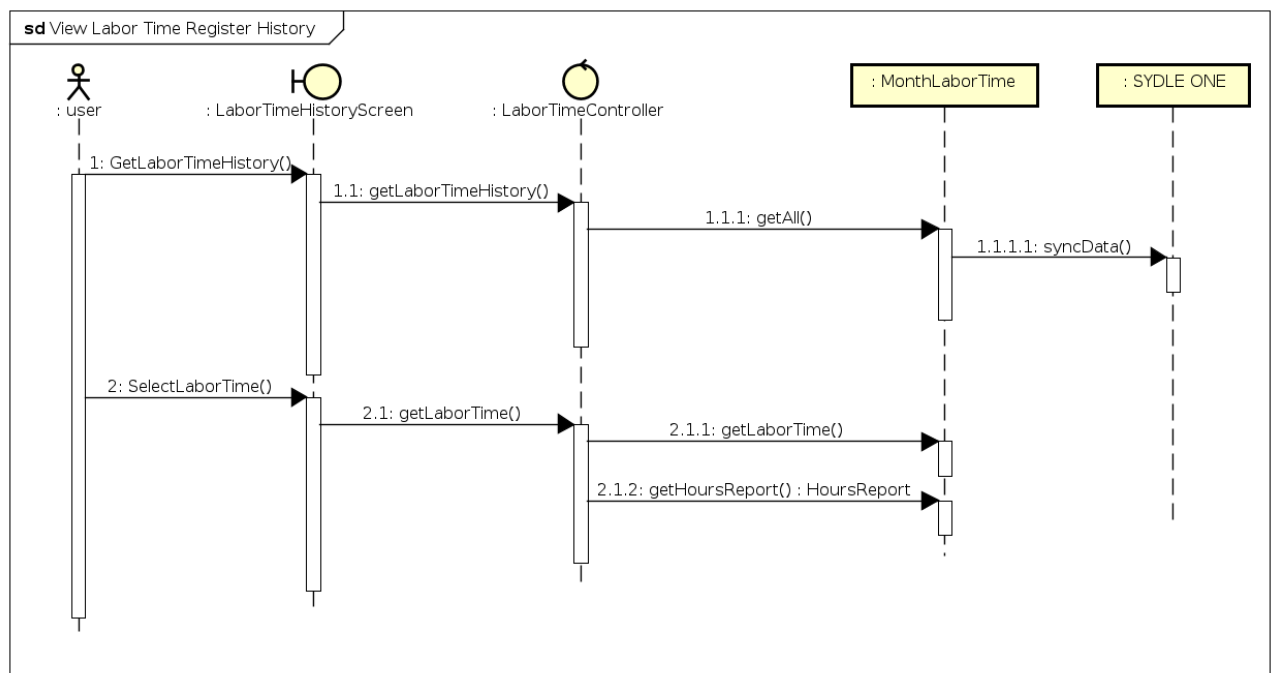 sd View Labor Time Register History
: user
: LaborTimeHistoryScreen
: LaborTimeController
: MonthLaborTime
: SYDLE ONE
1: GetLaborTimeHistory()
1.1: getLaborTimeHistory()
1.1.1: getAll()
1.1.1.1: syncData()
2: SelectLaborTime()
2.1: getLaborTime()
2.1.1: getLaborTime()
2.1.2: getHoursReport() : HoursReport